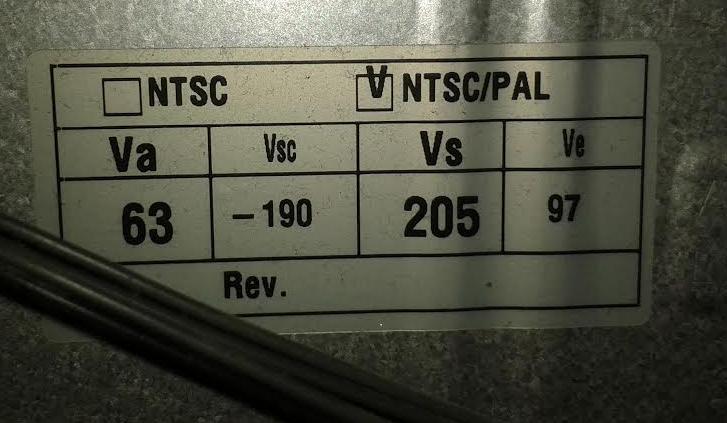 NTSC V NTSC/PAL
Va Vsc Vs Ve
63 −190 205 97
Rev.